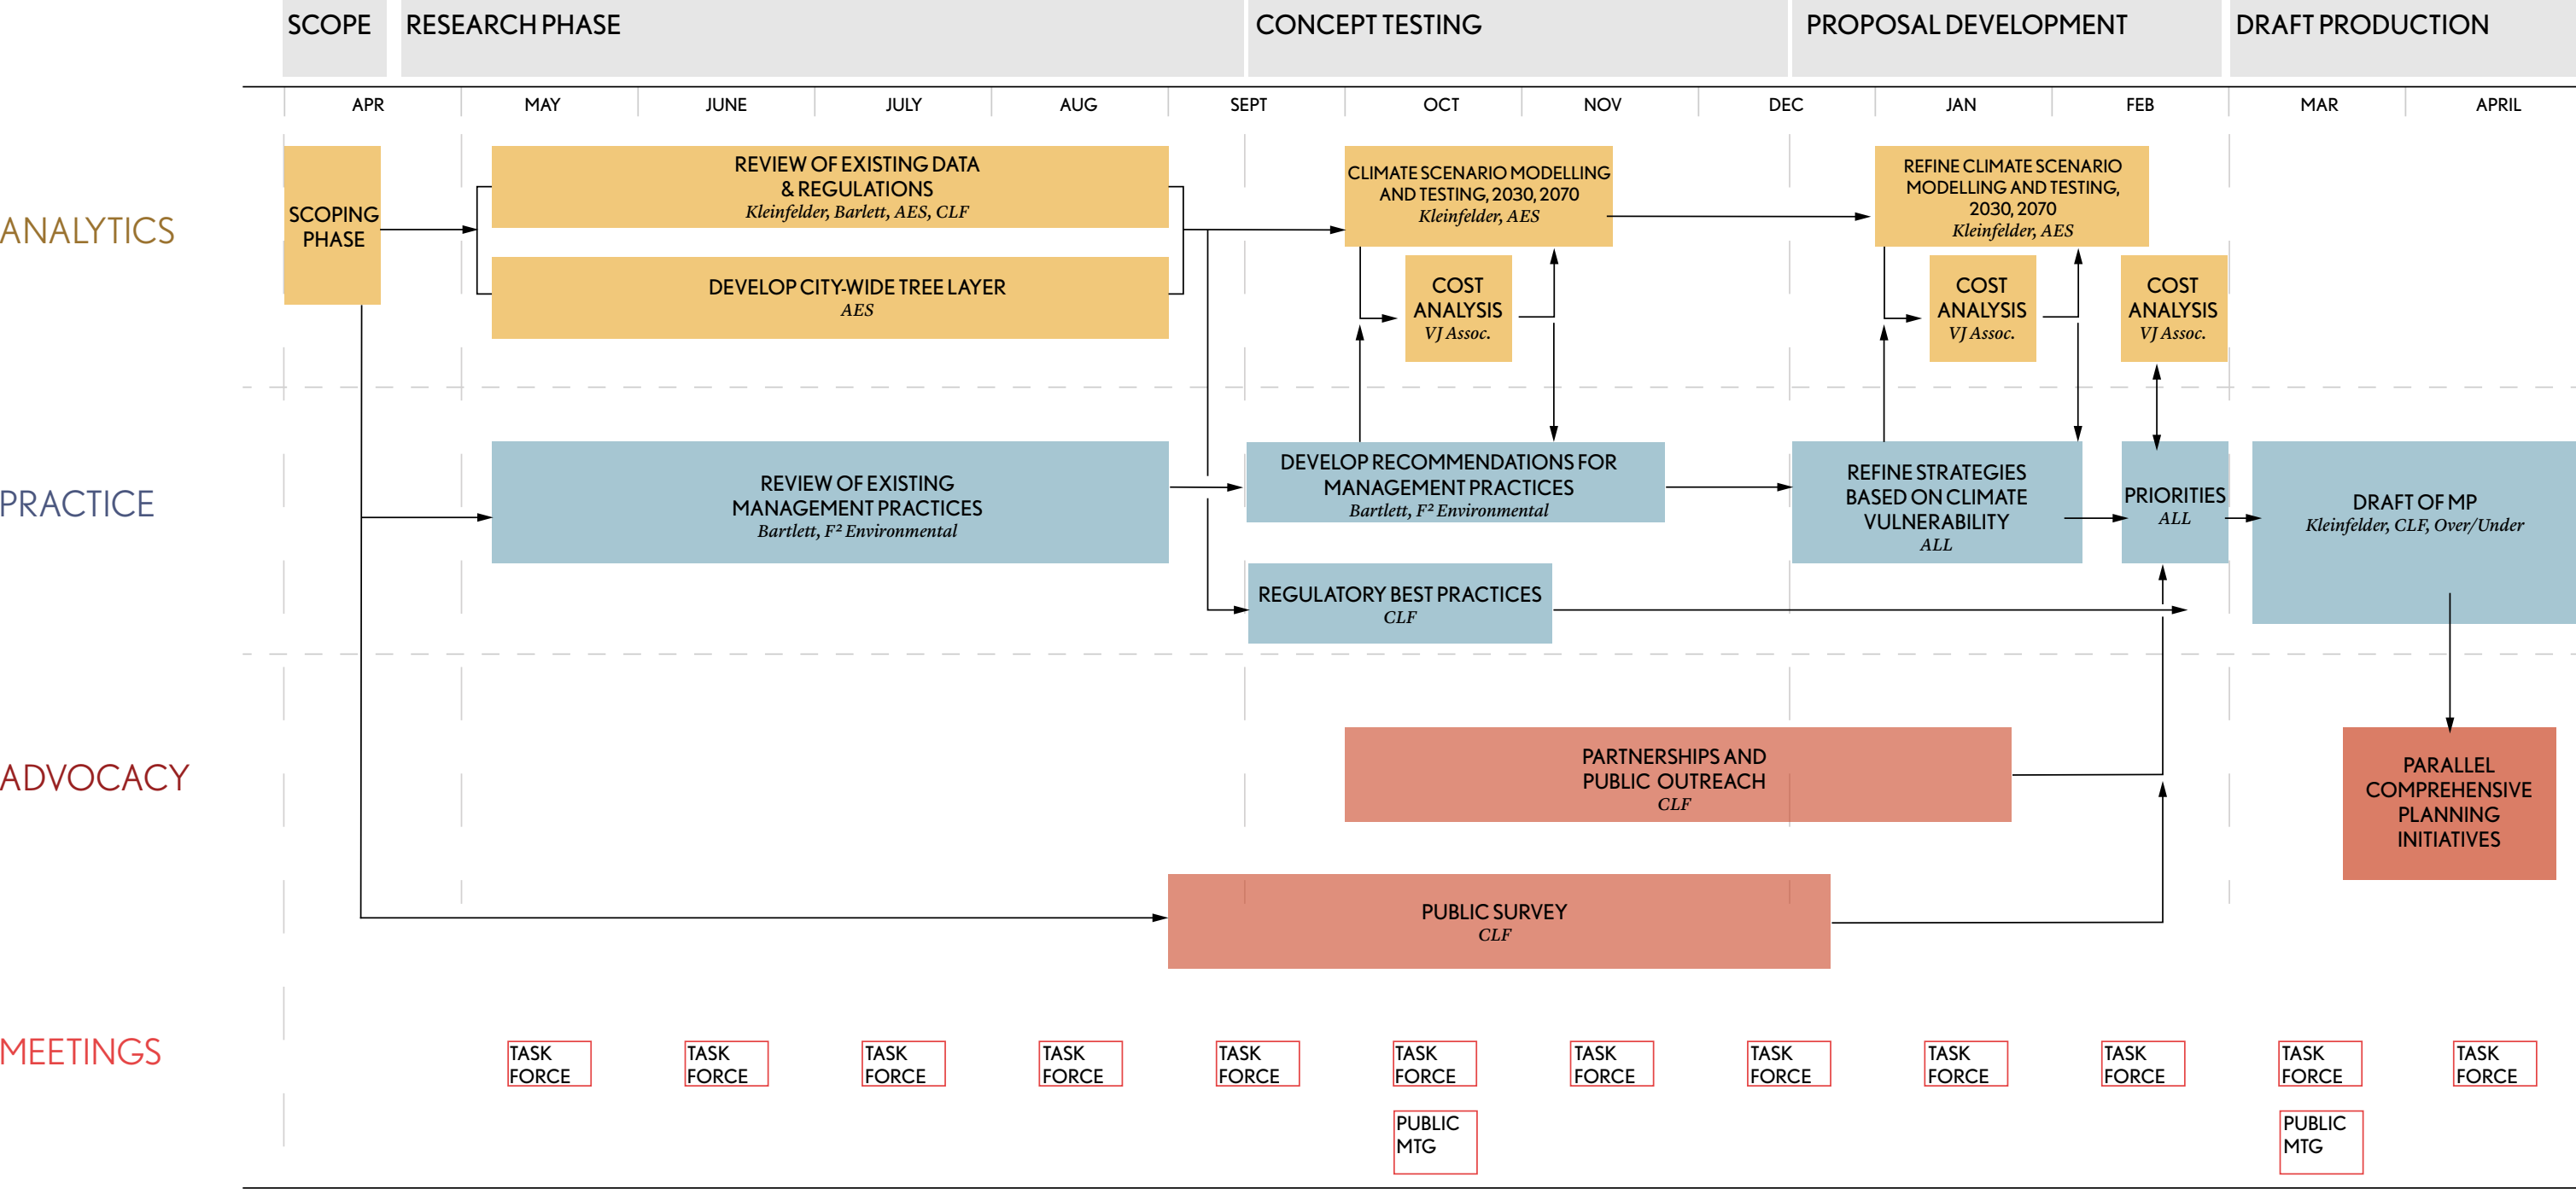 SCOPE
RESEARCH PHASE
CONCEPT TESTING
PROPOSAL DEVELOPMENT
DRAFT PRODUCTION
APR
MAY
JUNE
JULY
AUG
SEPT
OCT
NOV
DEC
JAN
FEB
MAR
APRIL
ANALYTICS
SCOPING
PHASE
REVIEW OF EXISTING DATA
& REGULATIONS
Kleinfelder, Barlett, AES, CLF
DEVELOP CITY-WIDE TREE LAYER
AES
CLIMATE SCENARIO MODELLING
AND TESTING, 2030, 2070
Kleinfelder, AES
COST
ANALYSIS
VJ Assoc.
REFINE CLIMATE SCENARIO
MODELLING AND TESTING,
2030, 2070
Kleinfelder, AES
COST
ANALYSIS
VJ Assoc.
COST
ANALYSIS
VJ Assoc.
PRACTICE
REVIEW OF EXISTING
MANAGEMENT PRACTICES
Bartlett, F² Environmental
DEVELOP RECOMMENDATIONS FOR
MANAGEMENT PRACTICES
Bartlett, F² Environmental
REGULATORY BEST PRACTICES
CLF
REFINE STRATEGIES
BASED ON CLIMATE
VULNERABILITY
ALL
PRIORITIES
ALL
DRAFT OF MP
Kleinfelder, CLF, Over/Under
ADVOCACY
PARTNERSHIPS AND
PUBLIC OUTREACH
CLF
PARALLEL
COMPREHENSIVE
PLANNING
INITIATIVES
PUBLIC SURVEY
CLF
MEETINGS
TASK
FORCE
TASK
FORCE
TASK
FORCE
TASK
FORCE
TASK
FORCE
TASK
FORCE
TASK
FORCE
TASK
FORCE
TASK
FORCE
TASK
FORCE
TASK
FORCE
TASK
FORCE
PUBLIC
MTG
PUBLIC
MTG